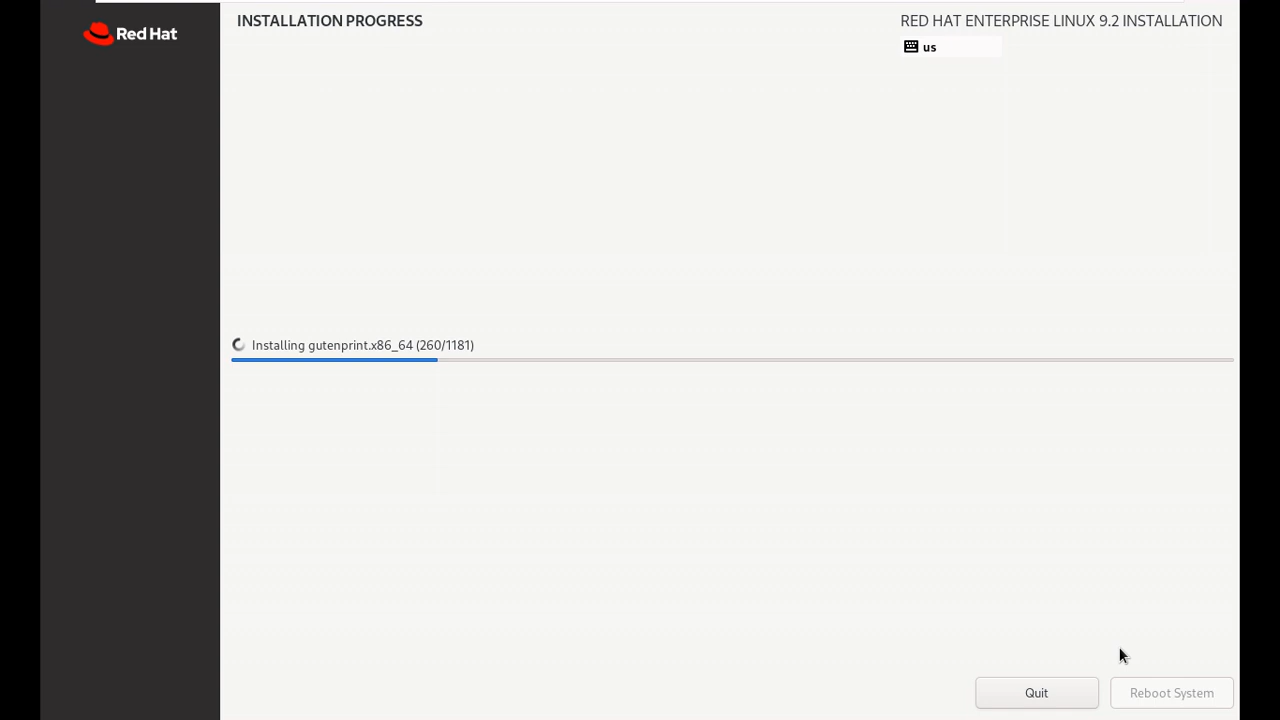 Red Hat
INSTALLATION PROGRESS
RED HAT ENTERPRISE LINUX 9.2 INSTALLATION
us
Installing gutenprint.x86_64 (260/1181)
Quit
Reboot System